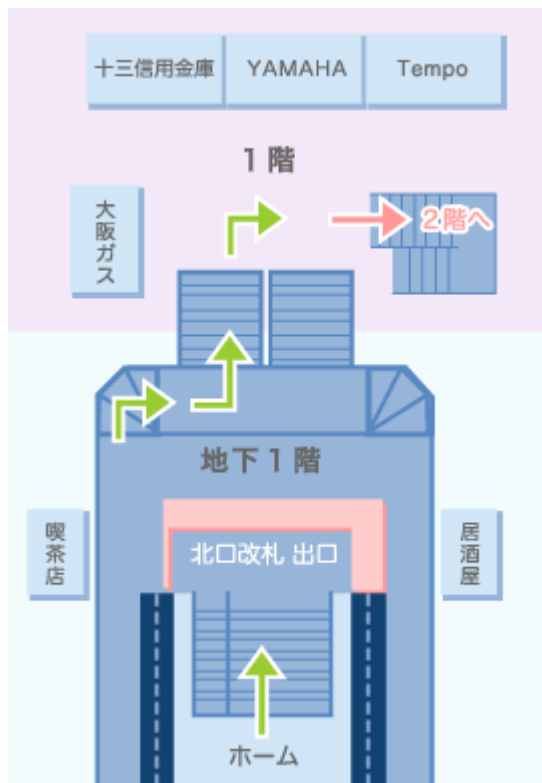 十三信用金庫
YAMAHA
Tempo
1階
大阪ガス
2階へ
地下1階
喫茶店
北口改札 出口
居酒屋
ホーム